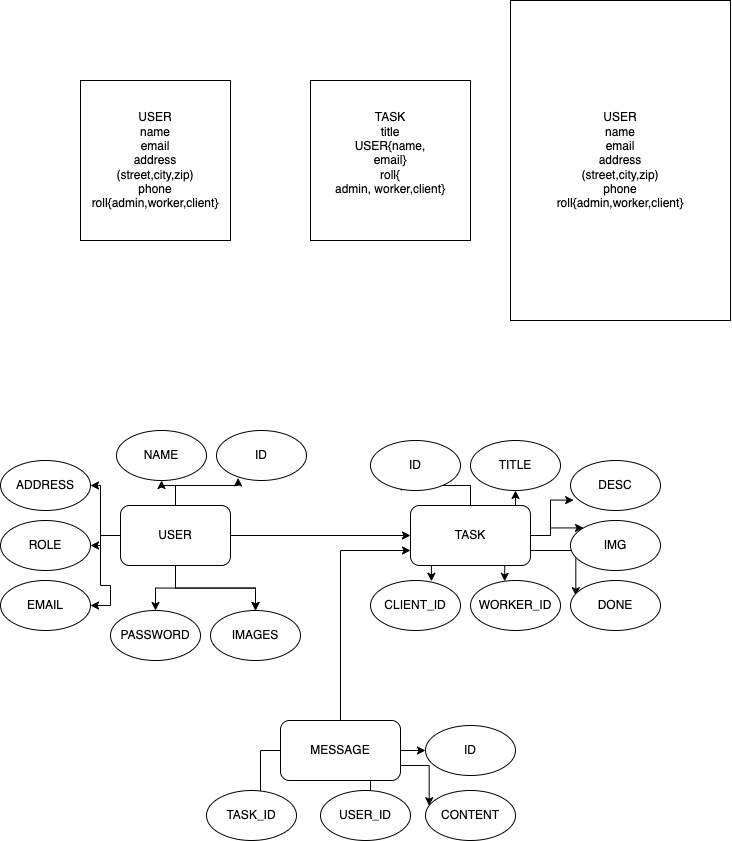 USER
name
email
address
(street,city,zip)
phone
roll{admin,worker,client}
TASK
title
USER{name,
email}
roll{
admin, worker,client}
USER
name
email
address
(street,city,zip)
phone
roll{admin,worker,client}
NAME
ID
ADDRESS
ROLE
EMAIL
USER
PASSWORD
IMAGES
ID
TITLE
DESC
TASK
IMG
CLIENT_ID
WORKER_ID
DONE
MESSAGE
ID
TASK_ID
USER_ID
CONTENT